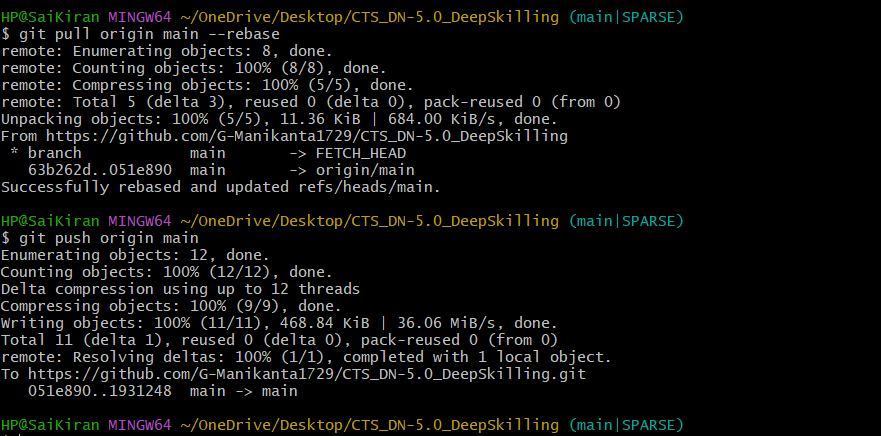 HP@SaiKiran MINGW64 ~/OneDrive/Desktop/CTS_DN-5.0_DeepSkilling (main|SPARSE)
$ git pull origin main --rebase
remote: Enumerating objects: 8, done.
remote: Counting objects: 100% (8/8), done.
remote: Compressing objects: 100% (5/5), done.
remote: Total 5 (delta 3), reused 0 (delta 0), pack-reused 0 (from 0)
Unpacking objects: 100% (5/5), 11.36 KiB | 684.00 KiB/s, done.
From https://github.com/G-Manikanta1729/CTS_DN-5.0_DeepSkilling
 * branch            main       -> FETCH_HEAD
   63b262d..051e890  main       -> origin/main
Successfully rebased and updated refs/heads/main.

HP@SaiKiran MINGW64 ~/OneDrive/Desktop/CTS_DN-5.0_DeepSkilling (main|SPARSE)
$ git push origin main
Enumerating objects: 12, done.
Counting objects: 100% (12/12), done.
Delta compression using up to 12 threads
Compressing objects: 100% (9/9), done.
Writing objects: 100% (11/11), 468.84 KiB | 36.06 MiB/s, done.
Total 11 (delta 1), reused 0 (delta 0), pack-reused 0 (from 0)
remote: Resolving deltas: 100% (1/1), completed with 1 local object.
To https://github.com/G-Manikanta1729/CTS_DN-5.0_DeepSkilling.git
   051e890..1931248  main -> main

HP@SaiKiran MINGW64 ~/OneDrive/Desktop/CTS_DN-5.0_DeepSkilling (main|SPARSE)